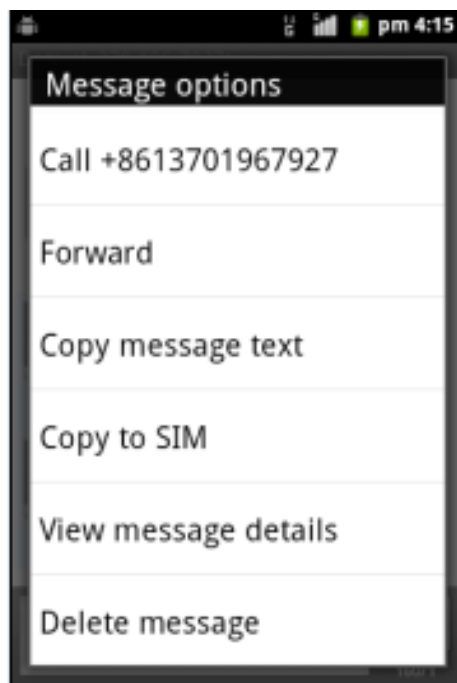 pm 4:15
Message options
Call +8613701967927
Forward
Copy message text
Copy to SIM
View message details
Delete message